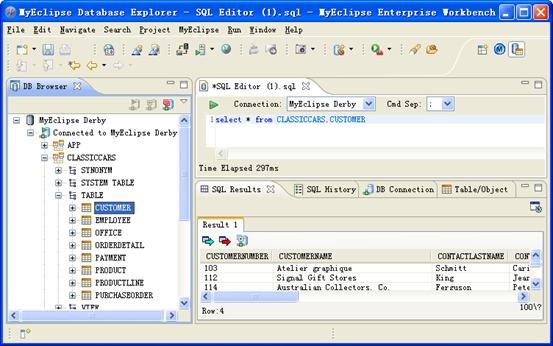 MyEclipse Database Explorer - SQL Editor (1).sql - MyEclipse Enterprise Workbench
File Edit Navigate Search Project MyEclipse Run Window Help
DB Browser
MyEclipse Derby
Connected to MyEclipse Derby
APP
CLASSICCARS
SYNONYM
SYSTEM TABLE
TABLE
CUSTOMER
EMPLOYEE
OFFICE
ORDERDETAIL
PAYMENT
PRODUCT
PRODUCTLINE
PURCHASEORDER
VIEW
*SQL Editor (1).sql
Connection: MyEclipse Derby Cmd Sep: ;
select * from CLASSICCARS.CUSTOMER
Time Elapsed 297ms
SQL Results SQL History DB Connection Table/Object
Result 1
CUSTOMERNUMBER CUSTOMERNAME CONTACTLASTNAME CONT
103 Atelier graphique Schmitt Cari
112 Signal Gift Stores King Jean
114 Australian Collectors, Co. Ferguson Pete
Row:4 100\?